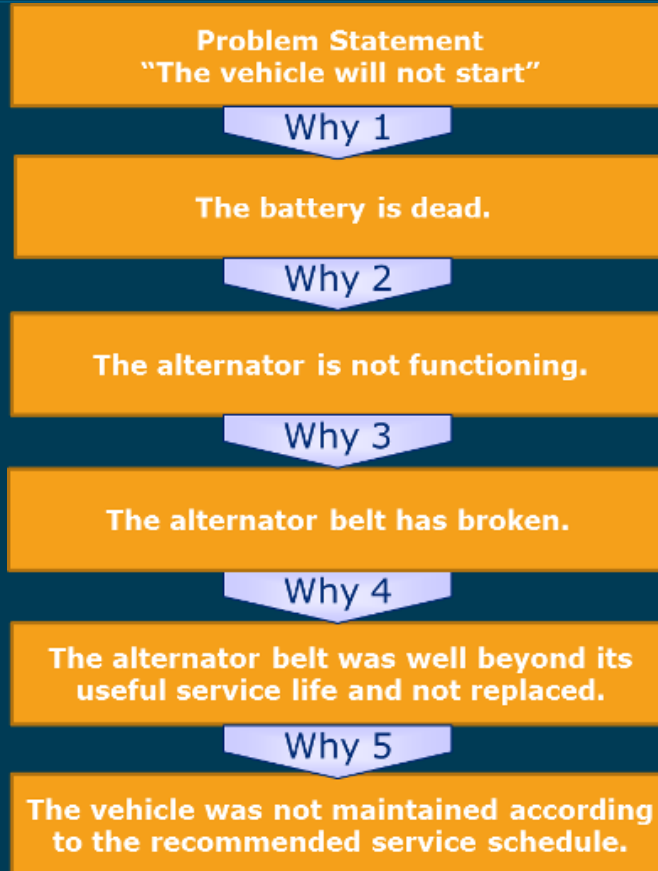 Problem Statement
“The vehicle will not start”
Why 1
The battery is dead.
Why 2
The alternator is not functioning.
Why 3
The alternator belt has broken.
Why 4
The alternator belt was well beyond its
useful service life and not replaced.
Why 5
The vehicle was not maintained according
to the recommended service schedule.